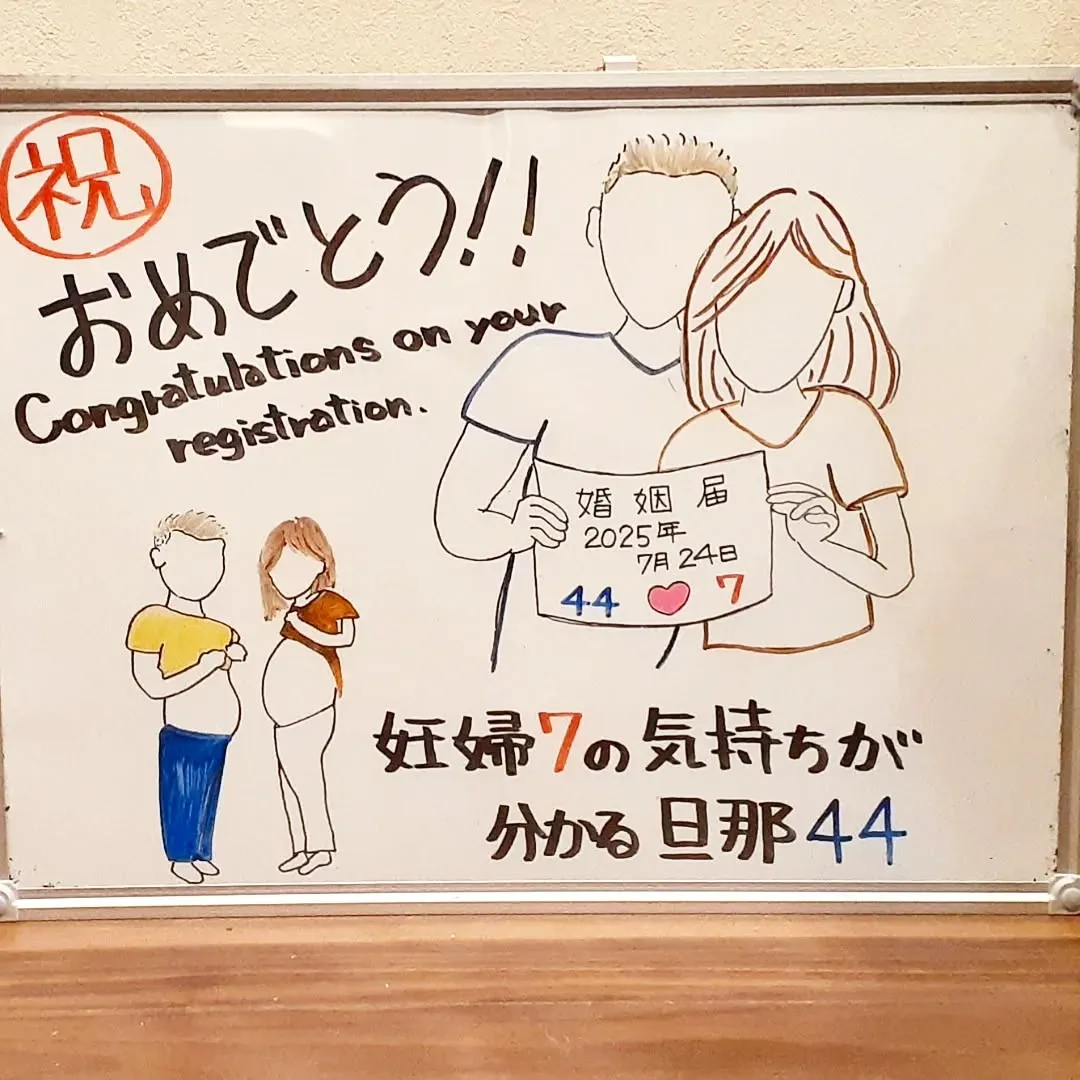 祝
おめでとう!!
Congratulations on your
registration.
婚姻届
2025年
7月24日
44 7
妊婦7の気持ちが
分かる旦那44